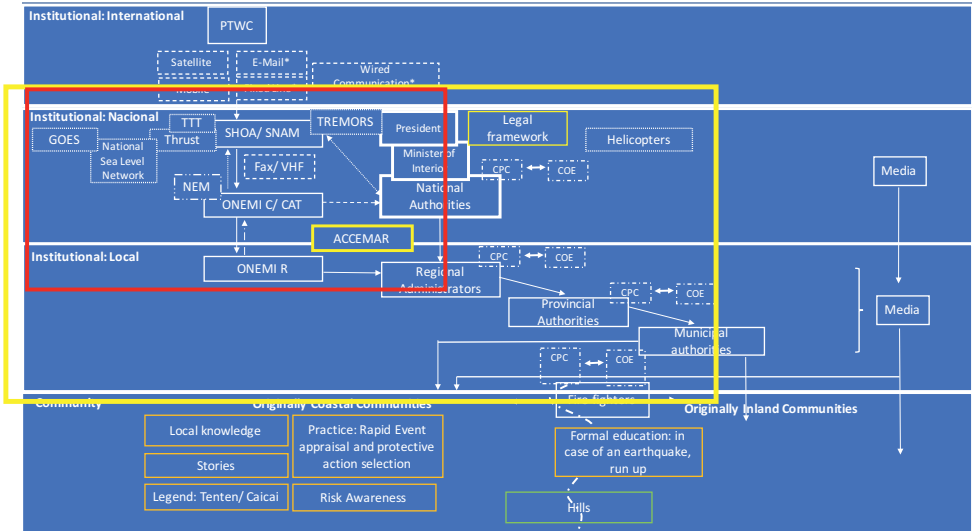 Institutional: International
PTWC
Satellite
E-Mail*
Wired
Communication*
Mobile
Institutional: Nacional
TTT
SHOA/ SNAM
TREMORS
President
Legal
framework
GOES
National
Sea Level
Network
Thrust
Helicopters
Minister of
Interior
Fax/ VHF
CPC
COE
Media
NEM
National
Authorities
ONEMI C/ CAT
ACCEMAR
Institutional: Local
CPC
COE
ONEMI R
Regional
Administrators
CPC
COE
Provincial
Authorities
Media
Municipal
authorities
CPC
COE
Fire fighters
Community
Originally Coastal Communities
Originally Inland Communities
Local knowledge
Practice: Rapid Event
appraisal and protective
action selection
Formal education: in
case of an earthquake,
run up
Stories
Legend: Tenten/ Caicai
Risk Awareness
Hills